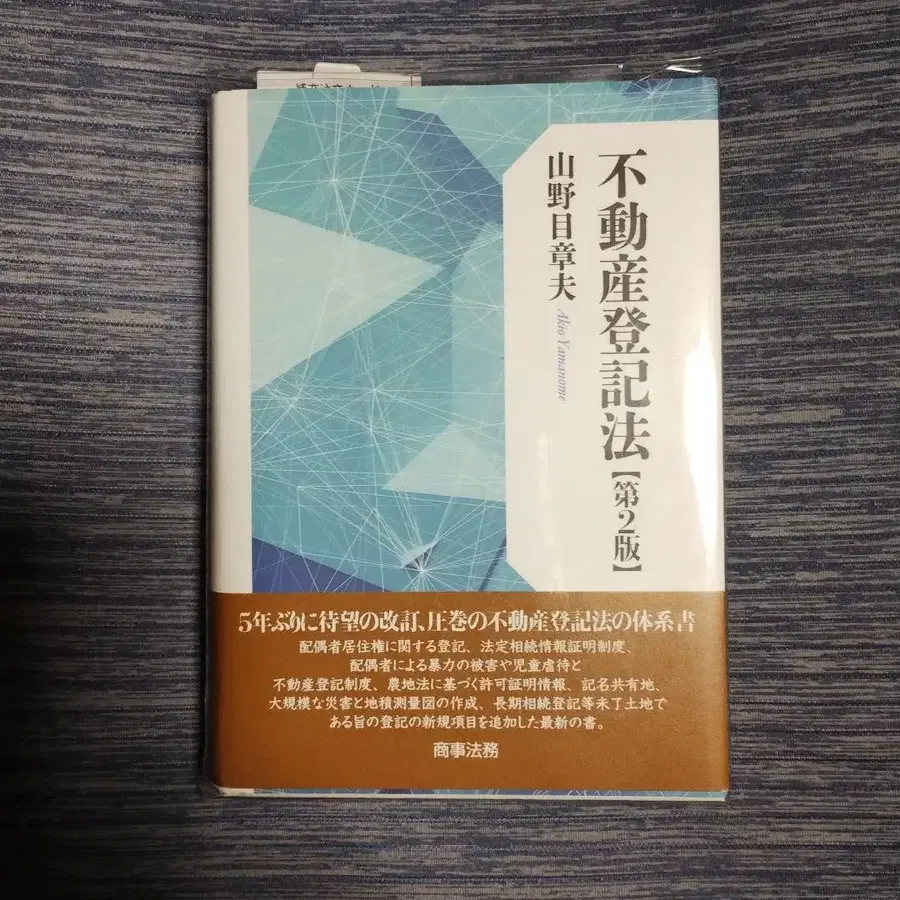 不動産登記法【第2版】
山野目章夫
Akio Yamanome
5年ぶりに待望の改訂、圧巻の不動産登記法の体系書
配偶者居住権に関する登記、法定相続情報証明制度、
配偶者による暴力の被害や児童虐待と
不動産登記制度、農地法に基づく許可証明情報、記名共有地、
大規模な災害と地積測量図の作成、長期相続登記等未了土地で
ある旨の登記の新規項目を追加した最新の書。
商事法務